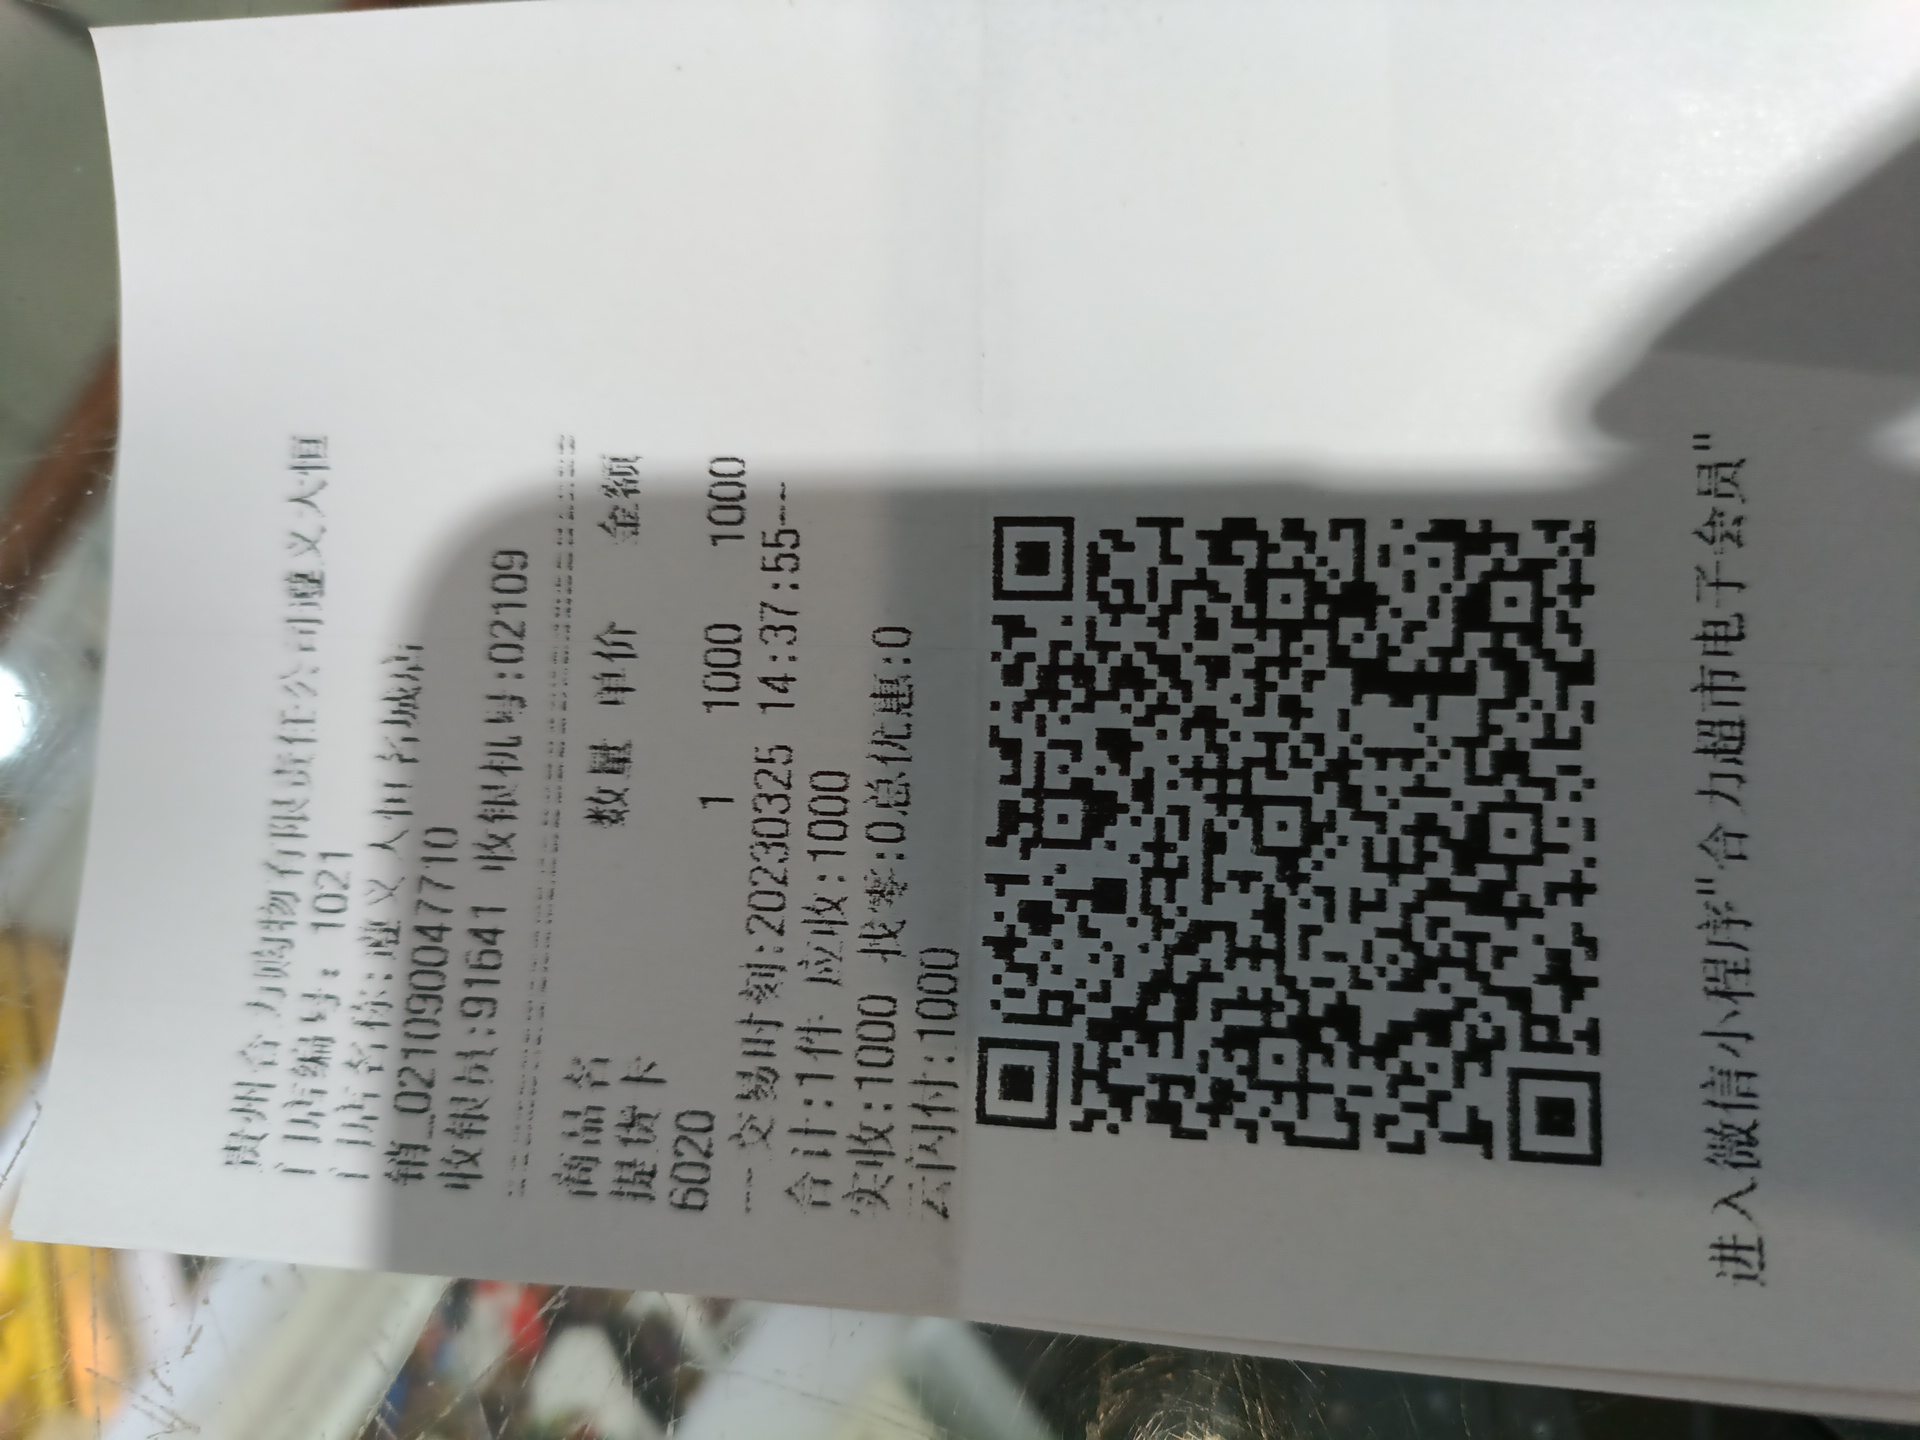 贵州合力购物有限责任公司遵义天恒
门店编号: 1021
门店名称:遵义天恒名城店
销_02109004771​0
收银员:91641 收银机号:02109
商品名 数量 单价 金额
提货卡
6020 1 1000 1000
---交易时刻:20230325 14:37:55---
合计:1件 应收:1000
实收:1000 找零:0总优惠:0
云闪付:1000
进入微信小程序"合力超市电子会员"